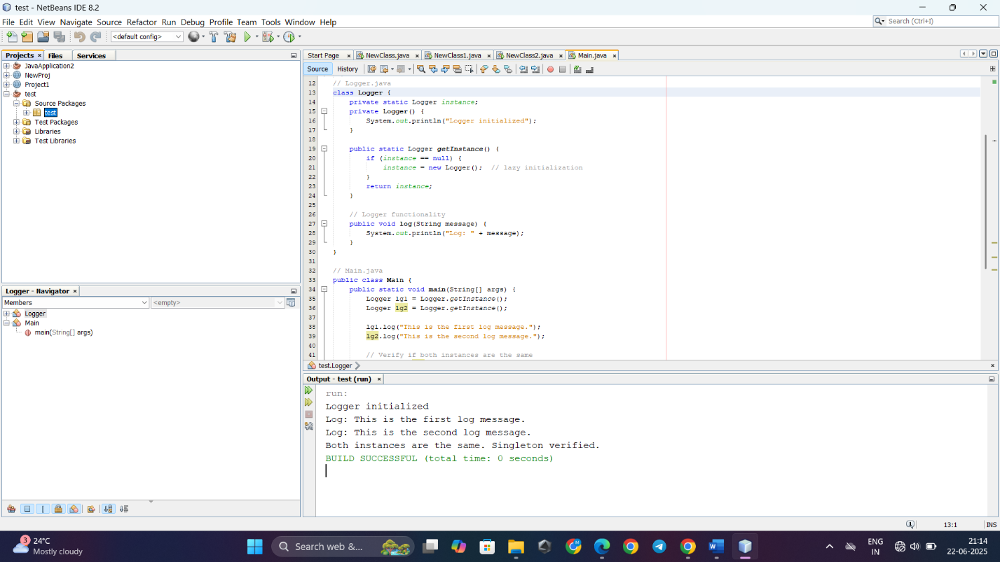 test - NetBeans IDE 8.2
File Edit View Navigate Source Refactor Run Debug Profile Team Tools Window Help
Search (Ctrl+I)
<default config>
Projects × Files Services
JavaApplication2
NewProj
Project1
test
Source Packages
test
Test Packages
Libraries
Test Libraries
Logger - Navigator ×
Members <empty>
Logger
Main
main(String[] args)
Start Page × NewClass.java × NewClass1.java × NewClass2.java × Main.java ×
Source History
12 // Logger.java
13 class Logger {
14 private static Logger instance;
15 private Logger() {
16 System.out.println("Logger initialized");
17 }
18
19 public static Logger getInstance() {
20 if (instance == null) {
21 instance = new Logger(); // lazy initialization
22 }
23 return instance;
24 }
25
26 // Logger functionality
27 public void log(String message) {
28 System.out.println("Log: " + message);
29 }
30 }
31
32 // Main.java
33 public class Main {
34 public static void main(String[] args) {
35 Logger lg1 = Logger.getInstance();
36 Logger lg2 = Logger.getInstance();
37
38 lg1.log("This is the first log message.");
39 lg2.log("This is the second log message.");
40
41 // Verify if both instances are the same
test.Logger
Output - test (run) ×
run:
Logger initialized
Log: This is the first log message.
Log: This is the second log message.
Both instances are the same. Singleton verified.
BUILD SUCCESSFUL (total time: 0 seconds)
1 13:1 INS
3 24°C
Mostly cloudy
Search web &...
ENG
IN
21:14
22-06-2025